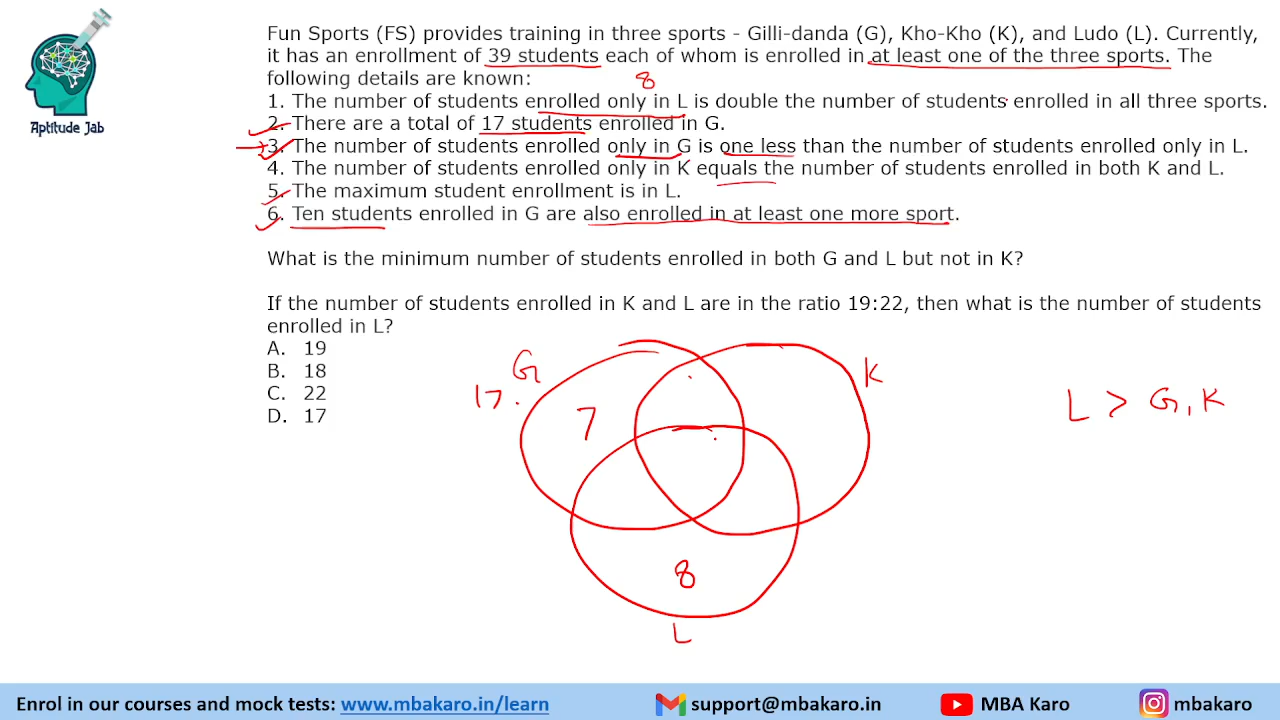 Fun Sports (FS) provides training in three sports - Gilli-danda (G), Kho-Kho (K), and Ludo (L). Currently,
it has an enrollment of 39 students each of whom is enrolled in at least one of the three sports. The
following details are known:
8
1. The number of students enrolled only in L is double the number of students enrolled in all three sports.
2. There are a total of 17 students enrolled in G.
3. The number of students enrolled only in G is one less than the number of students enrolled only in L.
4. The number of students enrolled only in K equals the number of students enrolled in both K and L.
5. The maximum student enrollment is in L.
6. Ten students enrolled in G are also enrolled in at least one more sport.
Aptitude Jab
What is the minimum number of students enrolled in both G and L but not in K?
If the number of students enrolled in K and L are in the ratio 19:22, then what is the number of students
enrolled in L?
A. 19
B. 18
C. 22
D. 17
G
K
17
7
L > G, K
8
L
Enrol in our courses and mock tests: www.mbakaro.in/learn
support@mbakaro.in
MBA Karo
mbakaro